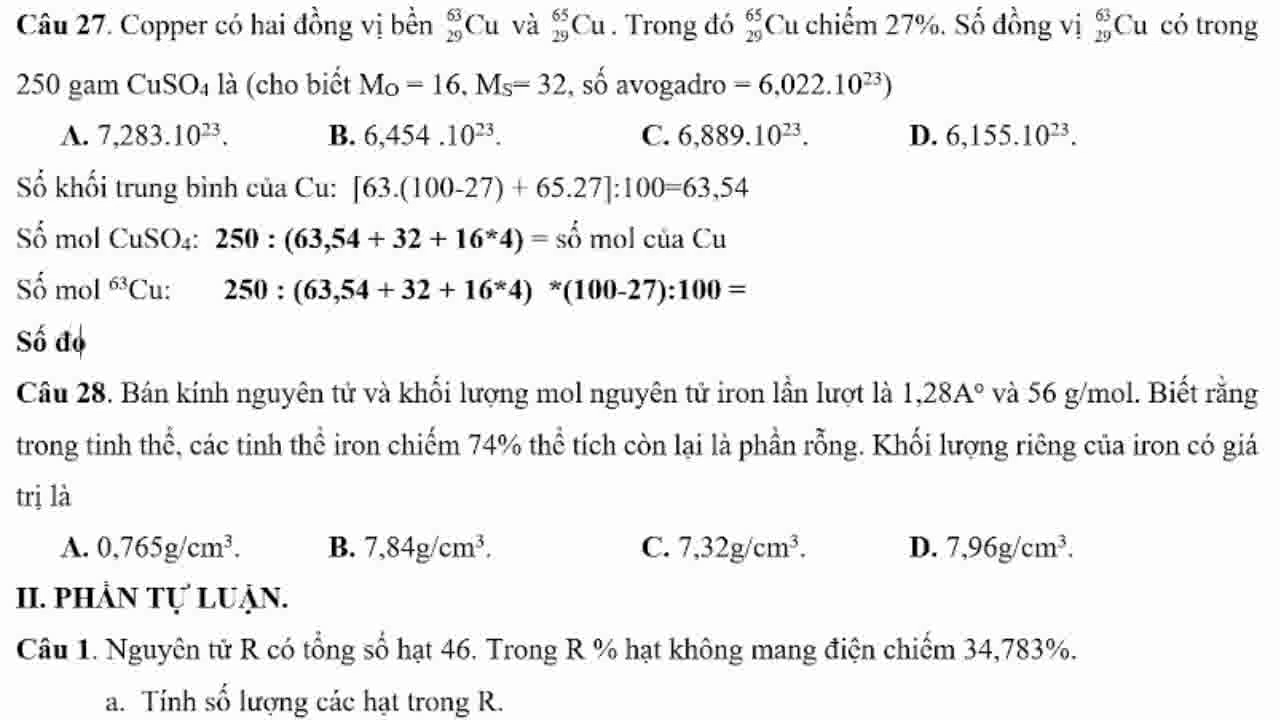 Câu 27. Copper có hai đồng vị bền ⁶³₂₉Cu và ⁶⁵₂₉Cu. Trong đó ⁶⁵₂₉Cu chiếm 27%. Số đồng vị ⁶³₂₉Cu có trong
250 gam CuSO₄ là (cho biết Mo = 16, Ms= 32, số avogadro = 6,022.10²³)
A. 7,283.10²³. B. 6,454 .10²³. C. 6,889.10²³. D. 6,155.10²³.
Số khối trung bình của Cu: [63.(100-27) + 65.27]:100=63,54
Số mol CuSO₄: 250 : (63,54 + 32 + 16*4) = số mol của Cu
Số mol ⁶³Cu: 250 : (63,54 + 32 + 16*4) *(100-27):100 =
Số đọ
Câu 28. Bán kính nguyên tử và khối lượng mol nguyên tử iron lần lượt là 1,28A° và 56 g/mol. Biết rằng
trong tinh thể, các tinh thể iron chiếm 74% thể tích còn lại là phần rỗng. Khối lượng riêng của iron có giá
trị là
A. 0,765g/cm³. B. 7,84g/cm³. C. 7,32g/cm³. D. 7,96g/cm³.
II. PHẦN TỰ LUẬN.
Câu 1. Nguyên tử R có tổng số hạt 46. Trong R % hạt không mang điện chiếm 34,783%.
a. Tính số lượng các hạt trong R.